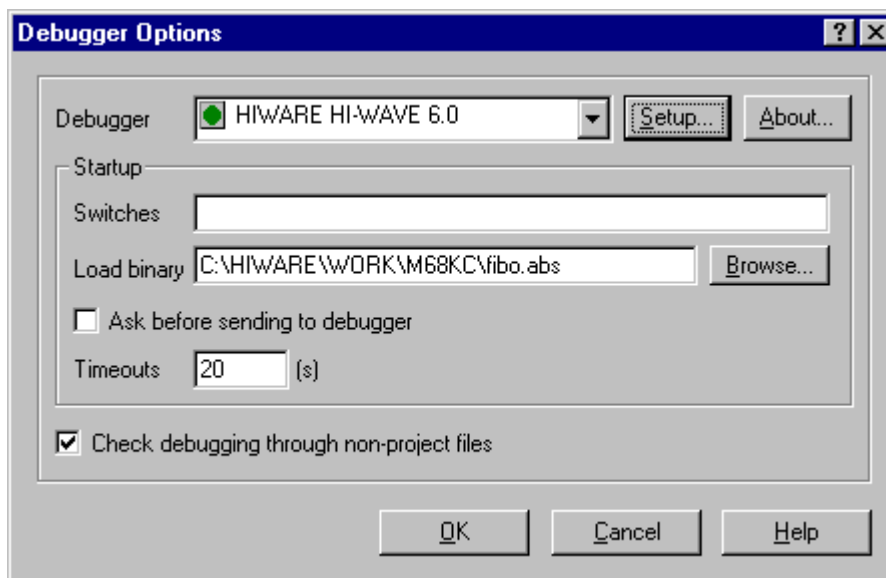 Debugger Options
Debugger HIWARE HI-WAVE 6.0 Setup... About...
Startup
Switches
Load binary C:\HIWARE\WORK\M68KC\fibo.abs Browse...
Ask before sending to debugger
Timeouts 20 (s)
Check debugging through non-project files
OK Cancel Help